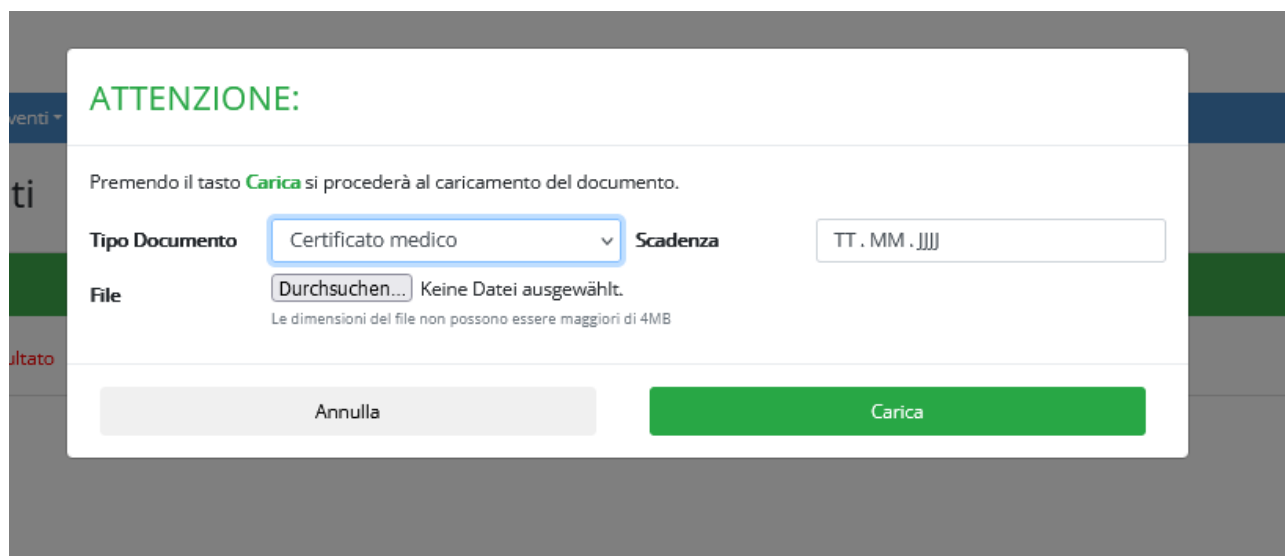 ATTENZIONE:
venti
ti
Premendo il tasto Carica si procederà al caricamento del documento.
Tipo Documento Certificato medico Scadenza TT.MM.JJJJ
File Durchsuchen... Keine Datei ausgewählt.
Le dimensioni del file non possono essere maggiori di 4MB
ultato
Annulla Carica